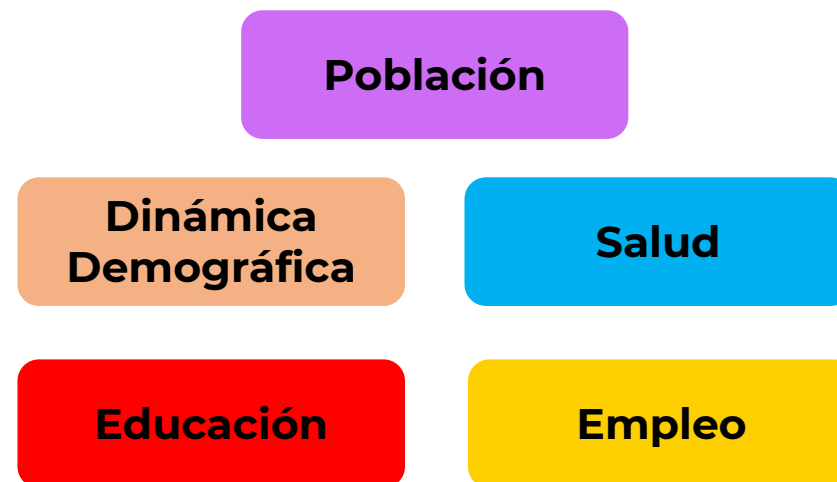 Población
Dinámica
Demográfica
Salud
Educación
Empleo